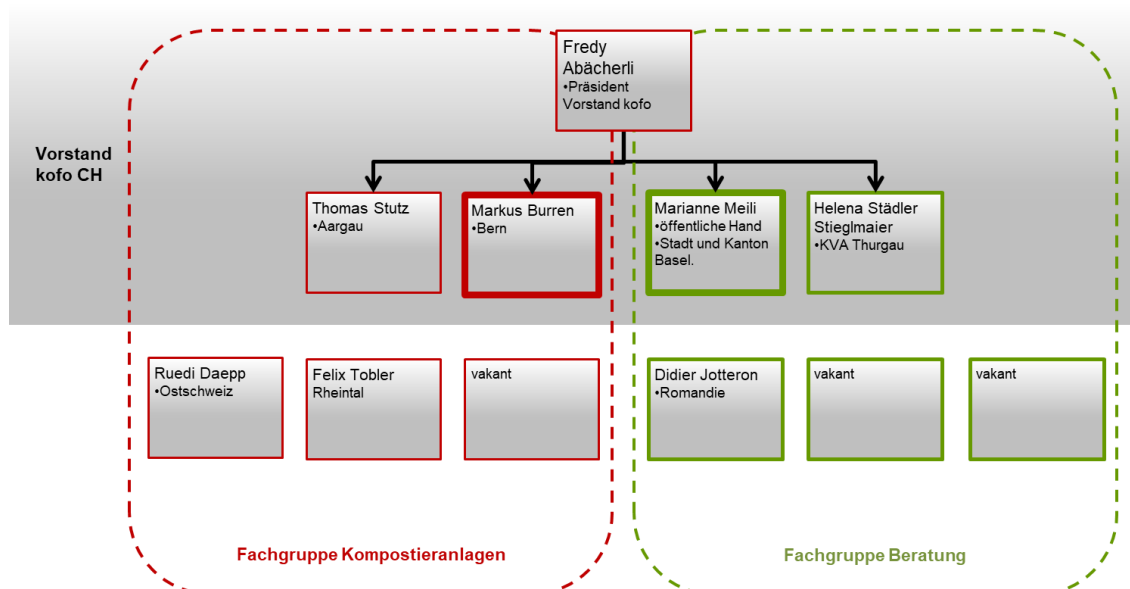 Fredy
Abächerli
•Präsident
Vorstand kofo
Vorstand
kofo CH
Thomas Stutz
•Aargau
Markus Burren
•Bern
Marianne Meili
•öffentliche Hand
•Stadt und Kanton
Basel.
Helena Städler
Stieglmaier
•KVA Thurgau
Ruedi Daepp
•Ostschweiz
Felix Tobler
Rheintal
vakant
Didier Jotteron
•Romandie
vakant
vakant
Fachgruppe Kompostieranlagen
Fachgruppe Beratung